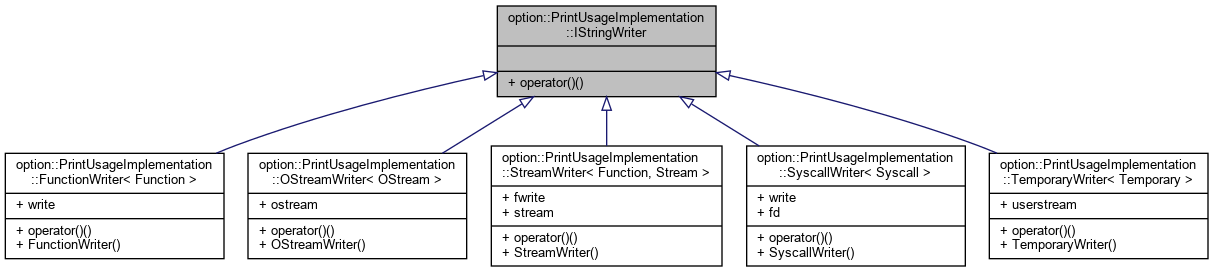 option::PrintUsageImplementation
::IStringWriter
+ operator()()
option::PrintUsageImplementation
::FunctionWriter< Function >
+ write
+ operator()()
+ FunctionWriter()
option::PrintUsageImplementation
::OStreamWriter< OStream >
+ ostream
+ operator()()
+ OStreamWriter()
option::PrintUsageImplementation
::StreamWriter< Function, Stream >
+ fwrite
+ stream
+ operator()()
+ StreamWriter()
option::PrintUsageImplementation
::SyscallWriter< Syscall >
+ write
+ fd
+ operator()()
+ SyscallWriter()
option::PrintUsageImplementation
::TemporaryWriter< Temporary >
+ userstream
+ operator()()
+ TemporaryWriter()